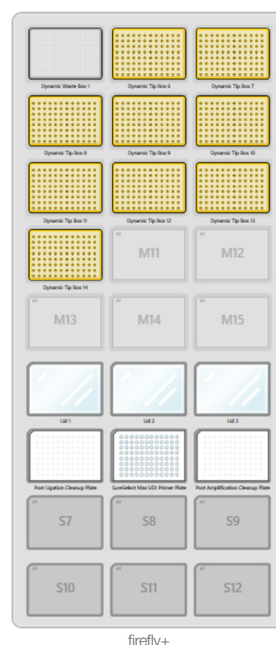 Dynamic Waste Box 1 Dynamic Tip Box 6 Dynamic Tip Box 7
Dynamic Tip Box 8 Dynamic Tip Box 9 Dynamic Tip Box 10
Dynamic Tip Box 11 Dynamic Tip Box 12 Dynamic Tip Box 13
M11 M12
Dynamic Tip Box 14
M13 M14 M15
Lid 1 Lid 2 Lid 3
Post Ligation Cleanup Plate SureSelect Max UDI Primer Plate Post Amplification Cleanup Plate
S7 S8 S9
S10 S11 S12
firefly+